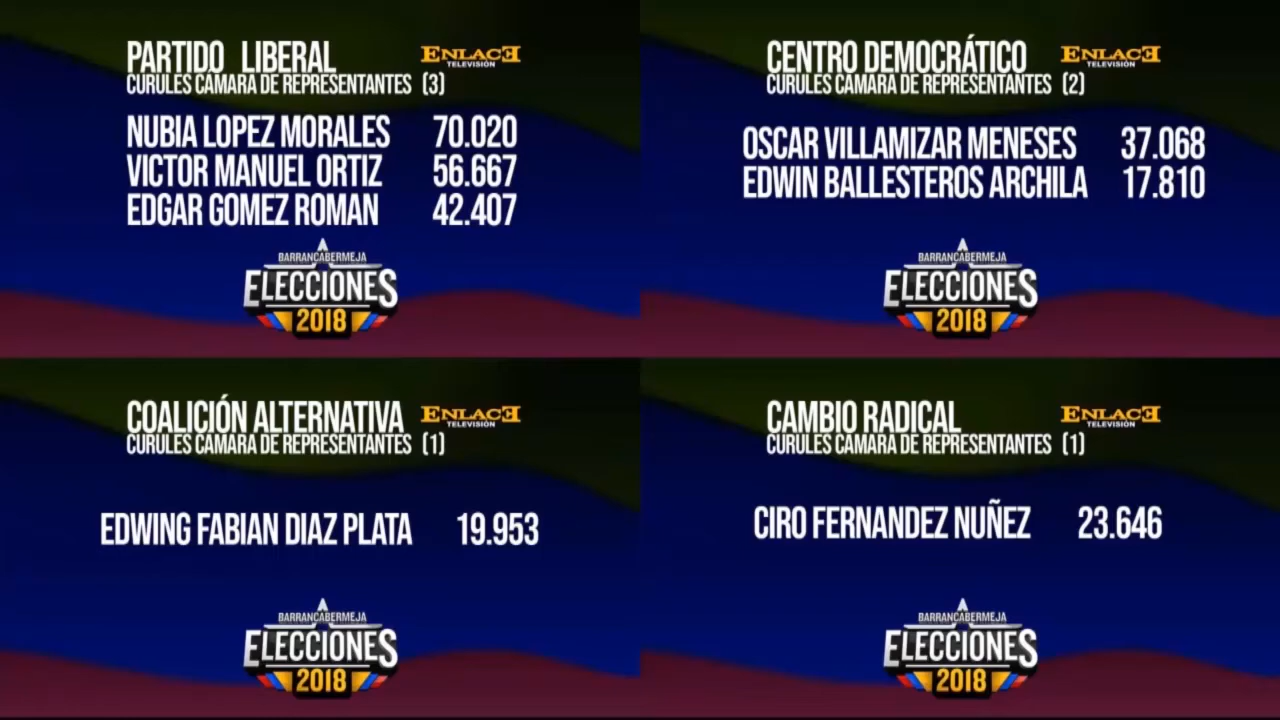 PARTIDO LIBERAL
ENLACE
TELEVISIÓN
CURULES CAMARA DE REPRESENTANTES (3)
NUBIA LOPEZ MORALES 70.020
VICTOR MANUEL ORTIZ 56.667
EDGAR GOMEZ ROMAN 42.407
BARRANCABERMEJA
ELECCIONES
2018
CENTRO DEMOCRÁTICO
ENLACE
TELEVISIÓN
CURULES CAMARA DE REPRESENTANTES (2)
OSCAR VILLAMIZAR MENESES 37.068
EDWIN BALLESTEROS ARCHILA 17.810
BARRANCABERMEJA
ELECCIONES
2018
COALICIÓN ALTERNATIVA
ENLACE
TELEVISIÓN
CURULES CAMARA DE REPRESENTANTES (1)
EDWING FABIAN DIAZ PLATA 19.953
BARRANCABERMEJA
ELECCIONES
2018
CAMBIO RADICAL
ENLACE
TELEVISIÓN
CURULES CAMARA DE REPRESENTANTES (1)
CIRO FERNANDEZ NUÑEZ 23.646
BARRANCABERMEJA
ELECCIONES
2018